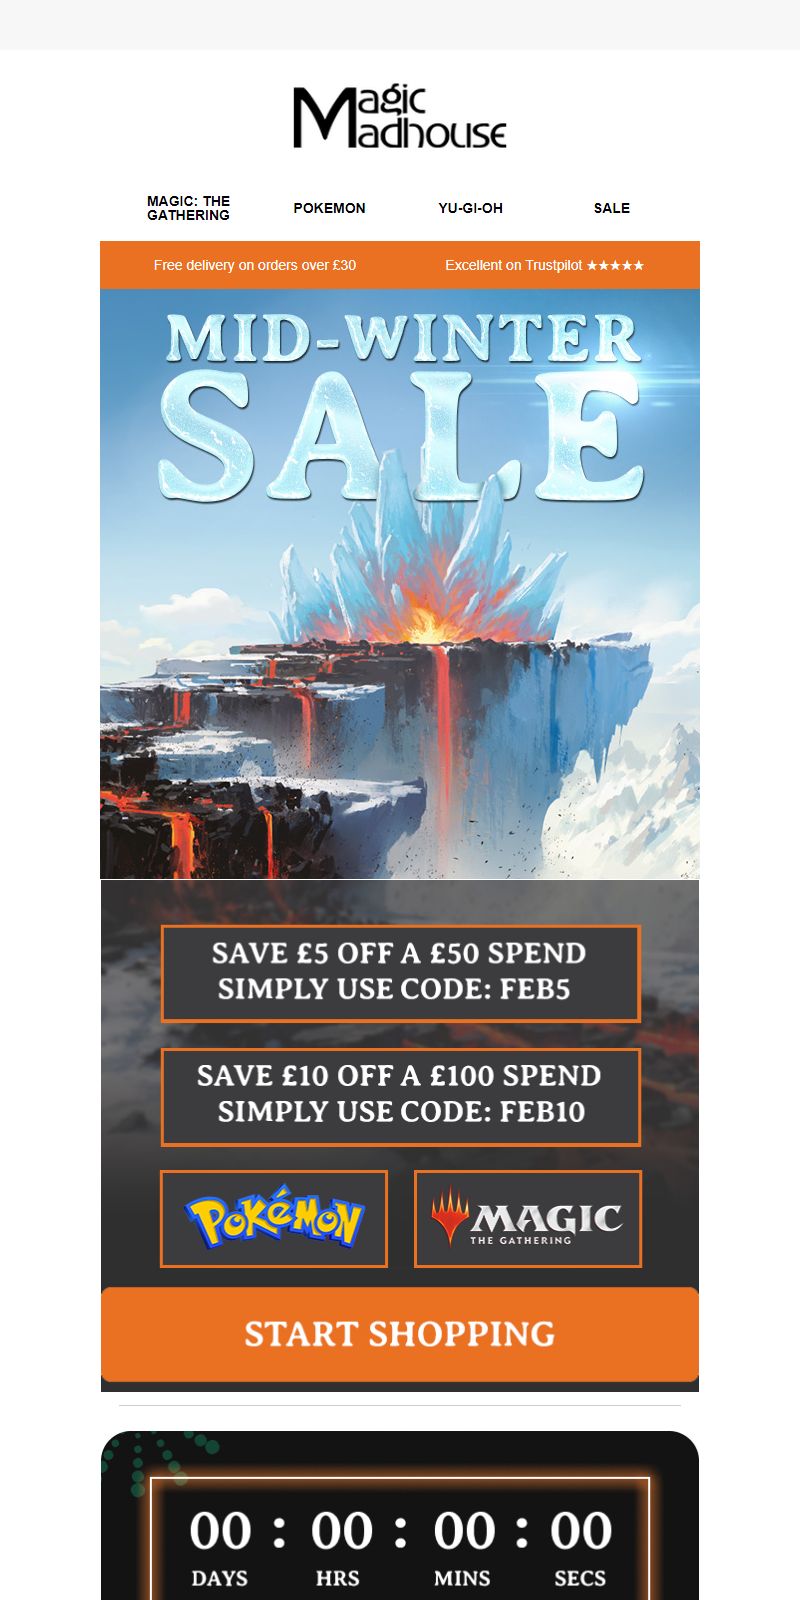 Magic
Madhouse
MAGIC: THE
GATHERING
POKEMON
YU-GI-OH
SALE
Free delivery on orders over £30
Excellent on Trustpilot ★★★★★
MID-WINTER
SALE
SAVE £5 OFF A £50 SPEND
SIMPLY USE CODE: FEB5
SAVE £10 OFF A £100 SPEND
SIMPLY USE CODE: FEB10
POKéMON
MAGIC
THE GATHERING
START SHOPPING
00 : 00 : 00 : 00
DAYS HRS MINS SECS